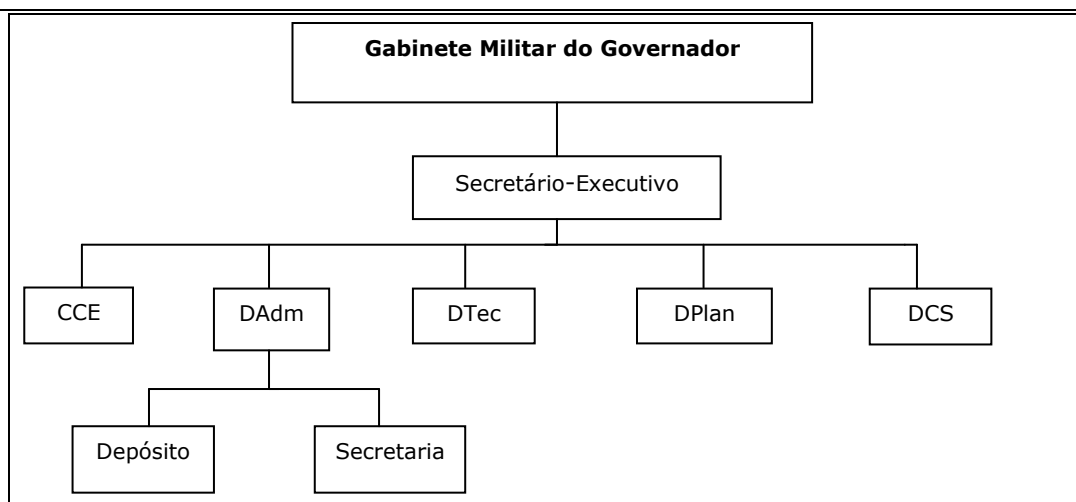 Gabinete Militar do Governador
Secretário-Executivo
CCE
DAdm
DTec
DPlan
DCS
Depósito
Secretaria